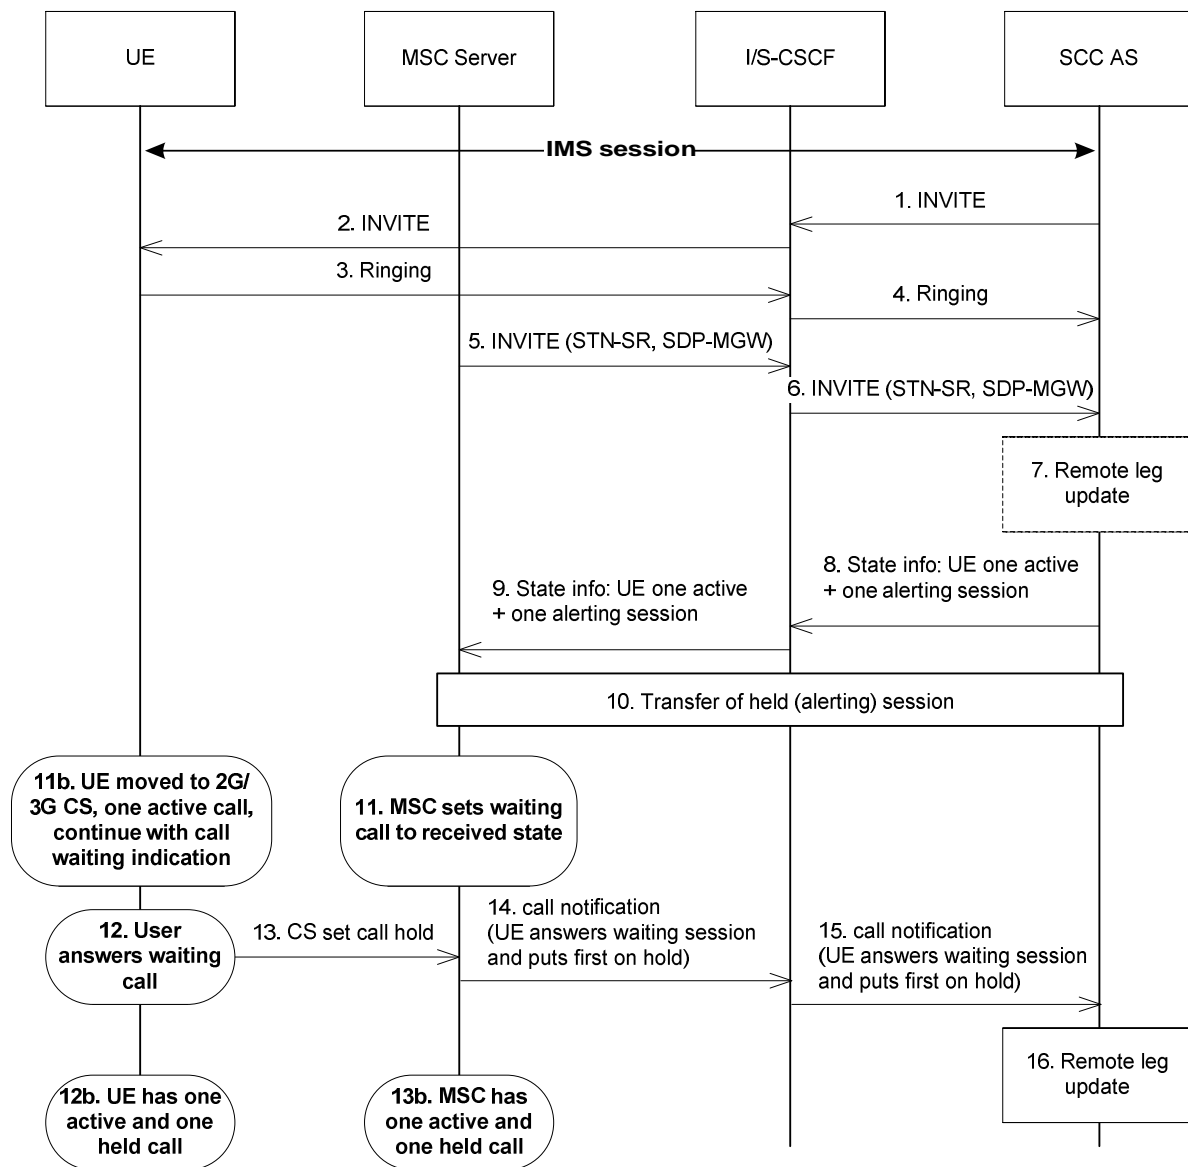 UE
MSC Server
I/S-CSCF
SCC AS
IMS session
1. INVITE
2. INVITE
3. Ringing
4. Ringing
5. INVITE (STN-SR, SDP-MGW)
6. INVITE (STN-SR, SDP-MGW)
7. Remote leg
update
8. State info: UE one active
+ one alerting session
9. State info: UE one active
+ one alerting session
10. Transfer of held (alerting) session
11b. UE moved to 2G/
3G CS, one active call,
continue with call
waiting indication
11. MSC sets waiting
call to received state
12. User
answers waiting
call
13. CS set call hold
14. call notification
(UE answers waiting session
and puts first on hold)
15. call notification
(UE answers waiting session
and puts first on hold)
16. Remote leg
update
12b. UE has one
active and one
held call
13b. MSC has
one active and
one held call